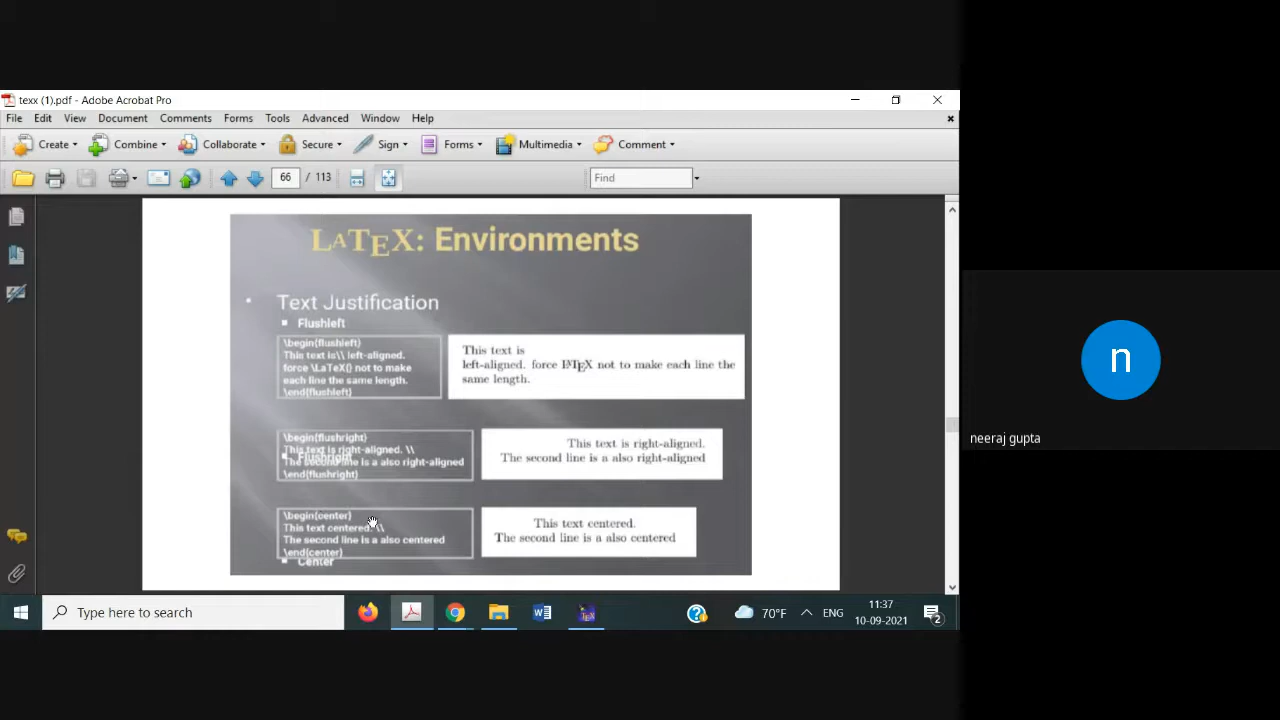 texx (1).pdf - Adobe Acrobat Pro
File Edit View Document Comments Forms Tools Advanced Window Help
Create Combine Collaborate Secure Sign Forms Multimedia Comment
66 / 113 Find
LATEX: Environments
• Text Justification
▪ Flushleft
\begin{flushleft}
This text is\\ left-aligned.
force \LaTeX{} not to make
each line the same length.
\end{flushleft}
This text is
left-aligned. force LATEX not to make each line the
same length.
\begin{flushright}
This text is right-aligned. \\
▪ Flushright
The second line is a also right-aligned
\end{flushright}
This text is right-aligned.
The second line is a also right-aligned
\begin{center}
This text centered. \\
The second line is a also centered
\end{center}
▪ Center
This text centered.
The second line is a also centered
n
neeraj gupta
Type here to search
70°F ENG
11:37
10-09-2021
2